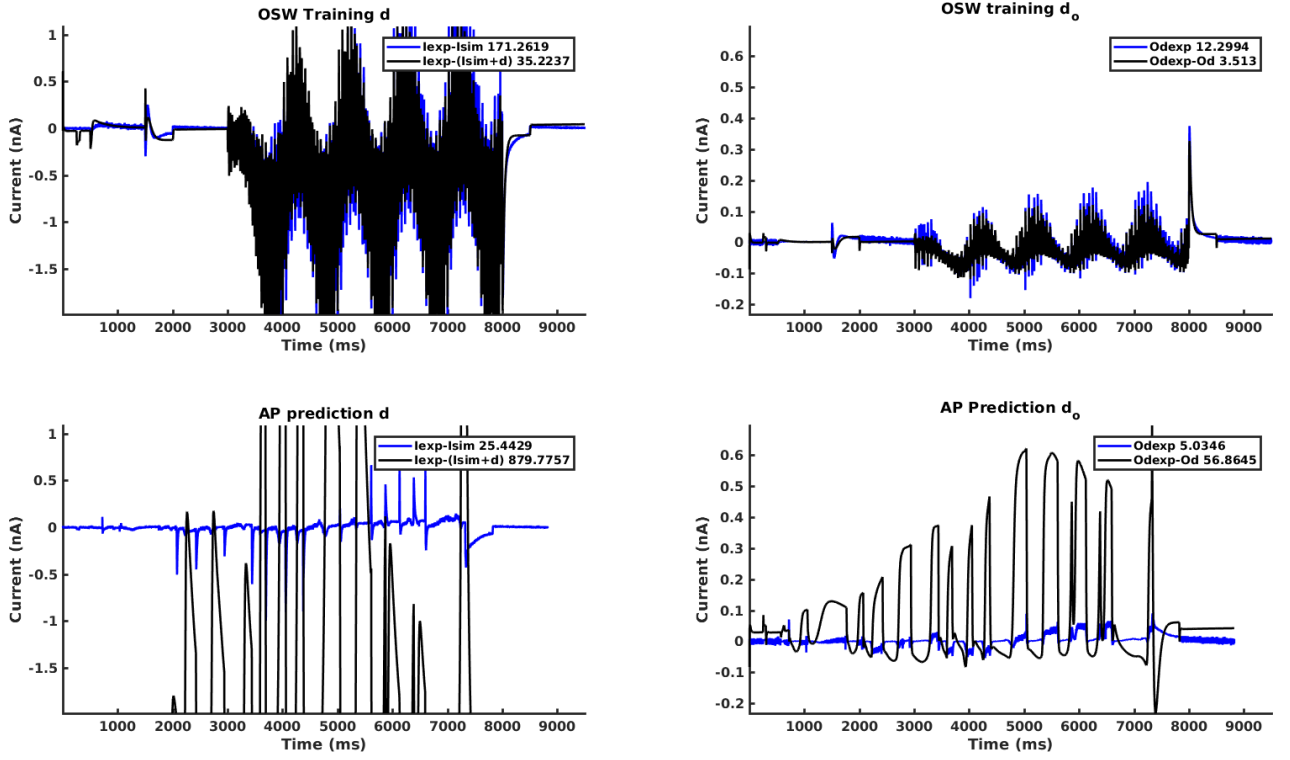 OSW Training d
Iexp-Isim 171.2619
Iexp-(Isim+d) 35.2237
Current (nA)
1
0.5
0
-0.5
-1
-1.5
1000 2000 3000 4000 5000 6000 7000 8000 9000
Time (ms)
OSW training do
Odexp 12.2994
Odexp-Od 3.513
Current (nA)
0.6
0.5
0.4
0.3
0.2
0.1
0
-0.1
-0.2
1000 2000 3000 4000 5000 6000 7000 8000 9000
Time (ms)
AP prediction d
Iexp-Isim 25.4429
Iexp-(Isim+d) 879.7757
Current (nA)
1
0.5
0
-0.5
-1
-1.5
1000 2000 3000 4000 5000 6000 7000 8000 9000
Time (ms)
AP Prediction do
Odexp 5.0346
Odexp-Od 56.8645
Current (nA)
0.6
0.5
0.4
0.3
0.2
0.1
0
-0.1
-0.2
1000 2000 3000 4000 5000 6000 7000 8000 9000
Time (ms)